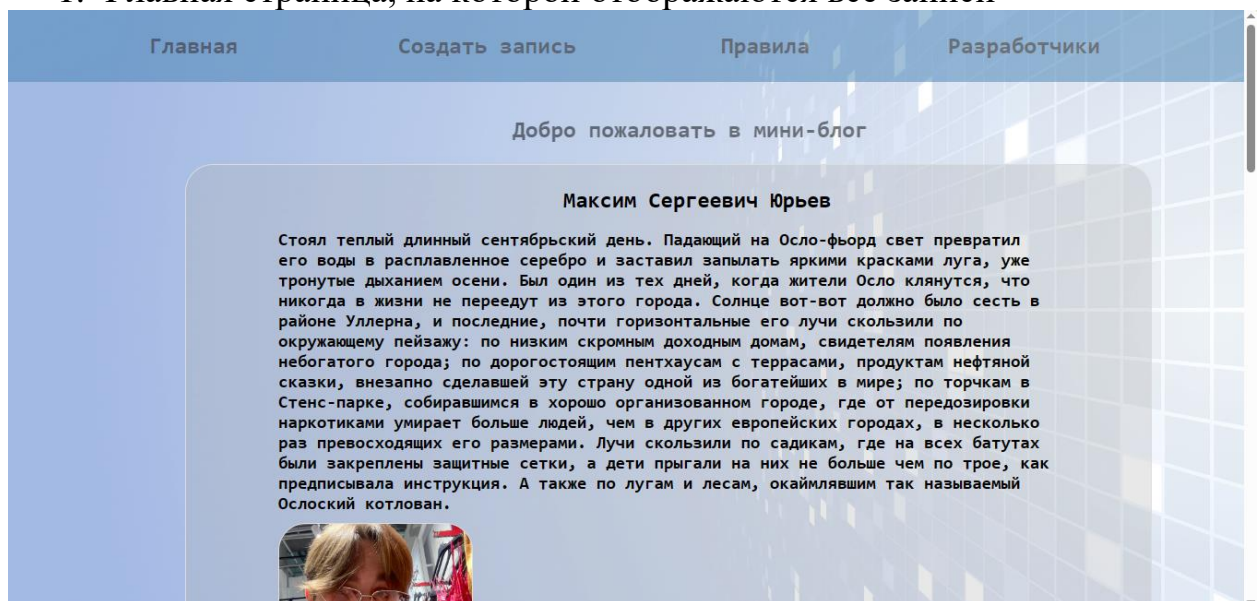 1. Главная страница, на которой отображаются все записи
Главная Создать запись Правила Разработчики
Добро пожаловать в мини-блог
Максим Сергеевич Юрьев
Стоял теплый длинный сентябрьский день. Падающий на Осло-фьорд свет превратил
его воды в расплавленное серебро и заставил запылать яркими красками луга, уже
тронутые дыханием осени. Был один из тех дней, когда жители Осло клянутся, что
никогда в жизни не переедут из этого города. Солнце вот-вот должно было сесть в
районе Уллерна, и последние, почти горизонтальные его лучи скользили по
окружающему пейзажу: по низким скромным доходным домам, свидетелям появления
небогатого города; по дорогостоящим пентхаусам с террасами, продуктам нефтяной
сказки, внезапно сделавшей эту страну одной из богатейших в мире; по торчкам в
Стенс-парке, собиравшимся в хорошо организованном городе, где от передозировки
наркотиками умирает больше людей, чем в других европейских городах, в несколько
раз превосходящих его размерами. Лучи скользили по садикам, где на всех батутах
были закреплены защитные сетки, а дети прыгали на них не больше чем по трое, как
предписывала инструкция. А также по лугам и лесам, окаймлявшим так называемый
Ослоский котлован.